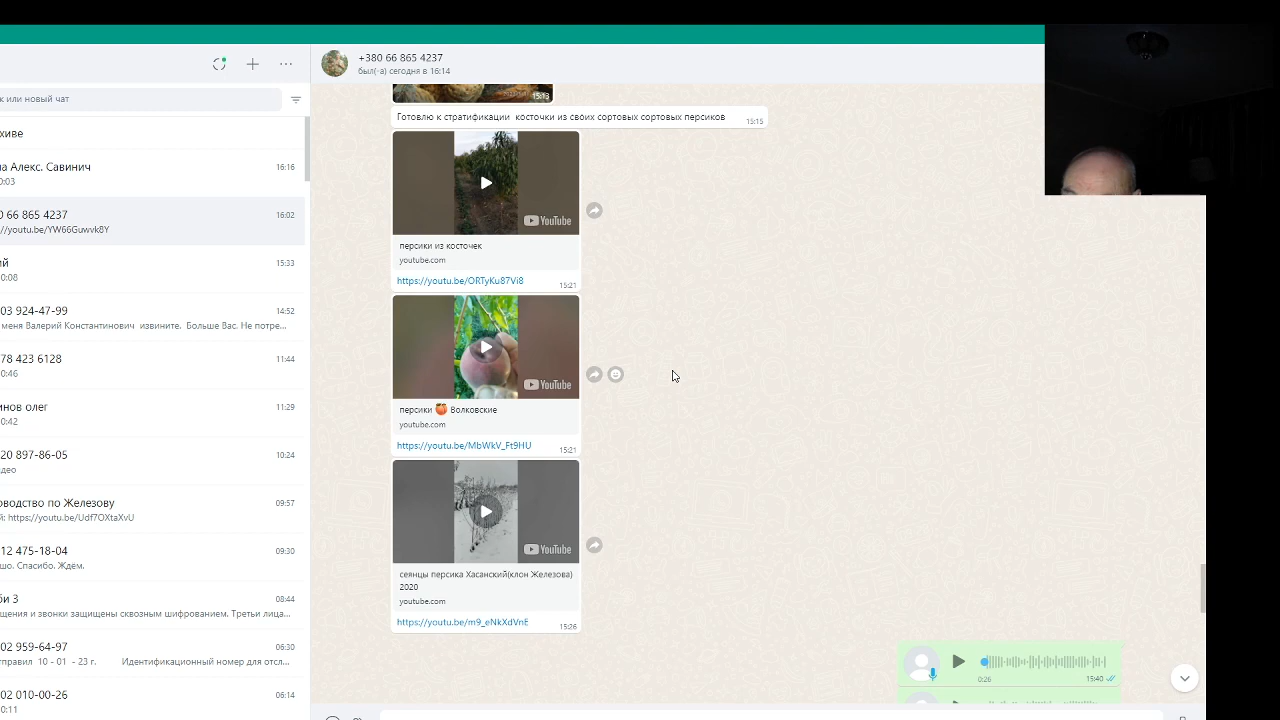 +380 66 865 4237
был(-а) сегодня в 16:14
к или новый чат
хиве
на Алекс. Савинич
16:16
0:03
0 66 865 4237
16:02
//youtu.be/YW66Guwvk8Y
ий
15:33
0:08
03 924-47-99
14:52
меня Валерий Константинович извините. Больше Вас. Не потре...
78 423 6128
11:44
0:46
инов олег
11:29
0:42
20 897-86-05
10:24
део
оводство по Железову
09:57
й: https://youtu.be/Udf7OXtaXvU
12 475-18-04
09:30
шо. Спасибо. Ждём.
би 3
08:44
щения и звонки защищены сквозным шифрованием. Третьи лица...
02 959-64-97
06:30
правил 10 - 01 - 23 г. Идентификационный номер для отсл...
02 010-00-26
06:14
0:11
15:13
Готовлю к стратификации косточки из своих сортовых сортовых персиков
15:15
YouTube
персики из косточек
youtube.com
https://youtu.be/ORTyKu87Vi8
15:21
YouTube
персики 🍑 Волковские
youtube.com
https://youtu.be/MbWkV_Ft9HU
15:21
YouTube
сеянцы персика Хасанский(клон Железова)
2020
youtube.com
https://youtu.be/m9_eNkXdVnE
15:26
0:26
15:40